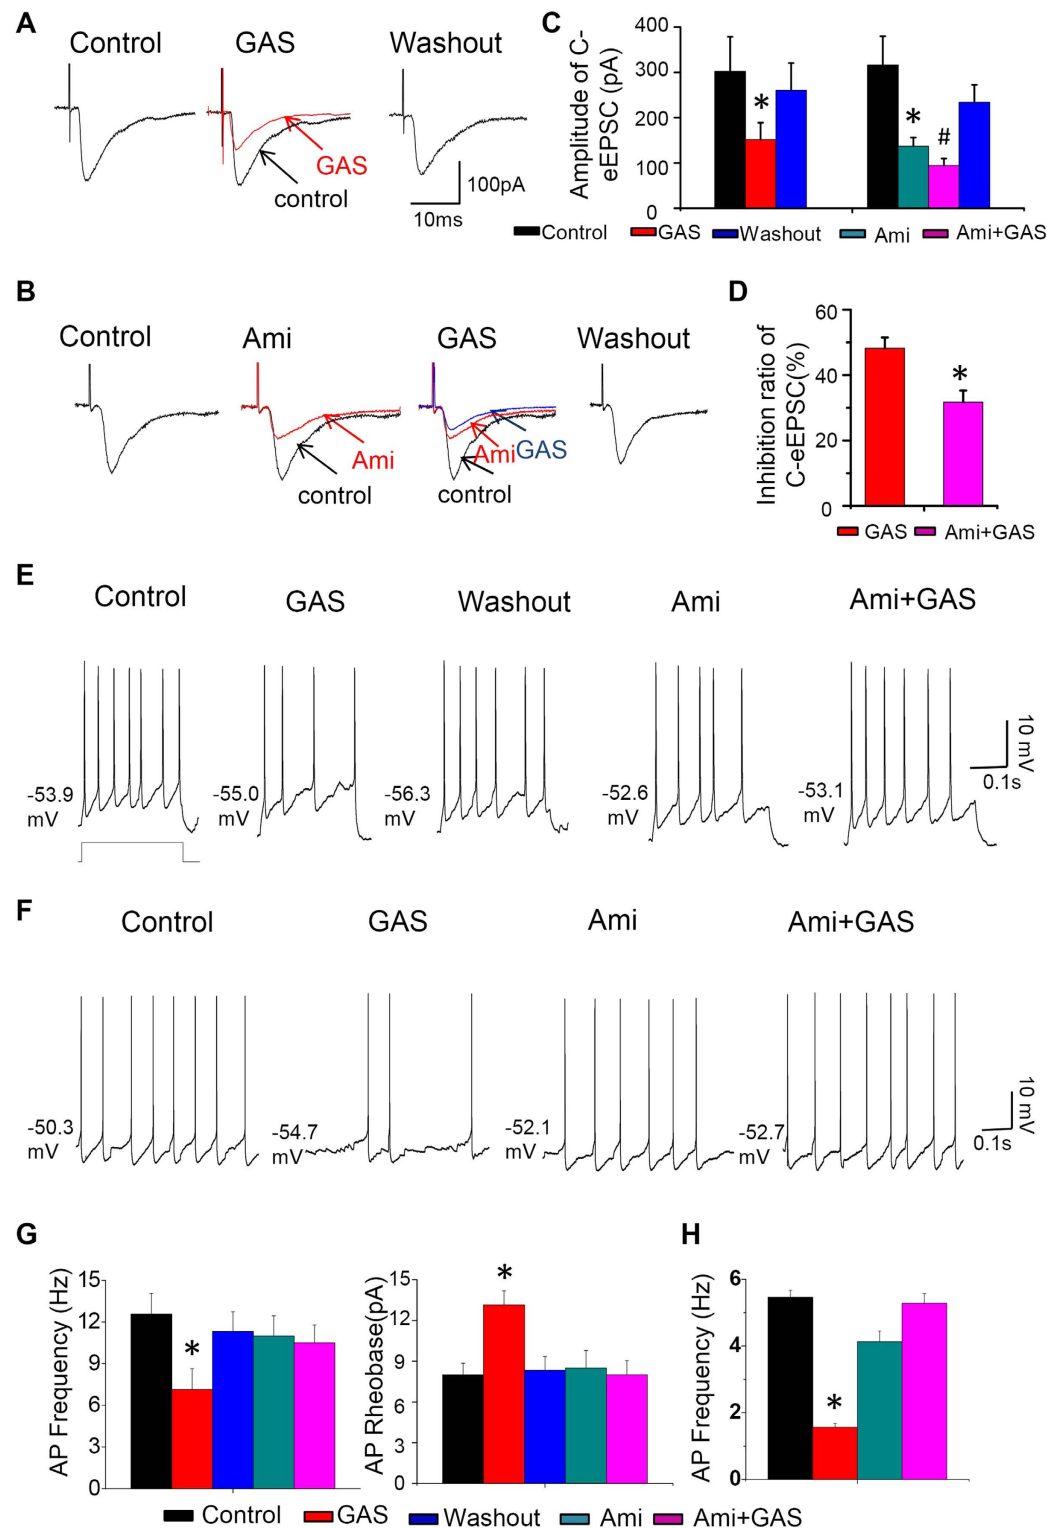 A
Control
GAS
Washout
GAS
control
100pA
10ms
C
Amplitude of C-
eEPSC (pA)
400
300
200
100
0
*
*
#
Control
GAS
Washout
Ami
Ami+GAS
B
Control
Ami
GAS
Washout
Ami
control
Ami
GAS
control
D
Inhibition ratio of
C-eEPSC(%)
60
40
20
0
*
GAS
Ami+GAS
E
Control
GAS
Washout
Ami
Ami+GAS
-53.9
mV
-55.0
mV
-56.3
mV
-52.6
mV
-53.1
mV
10 mV
0.1s
F
Control
GAS
Ami
Ami+GAS
-50.3
mV
-54.7
mV
-52.1
mV
-52.7
mV
10 mV
0.1s
G
AP Frequency (Hz)
15
12
9
6
3
0
*
AP Rheobase(pA)
15
12
9
6
3
0
*
H
AP Frequency (Hz)
6
4
2
0
*
Control
GAS
Washout
Ami
Ami+GAS